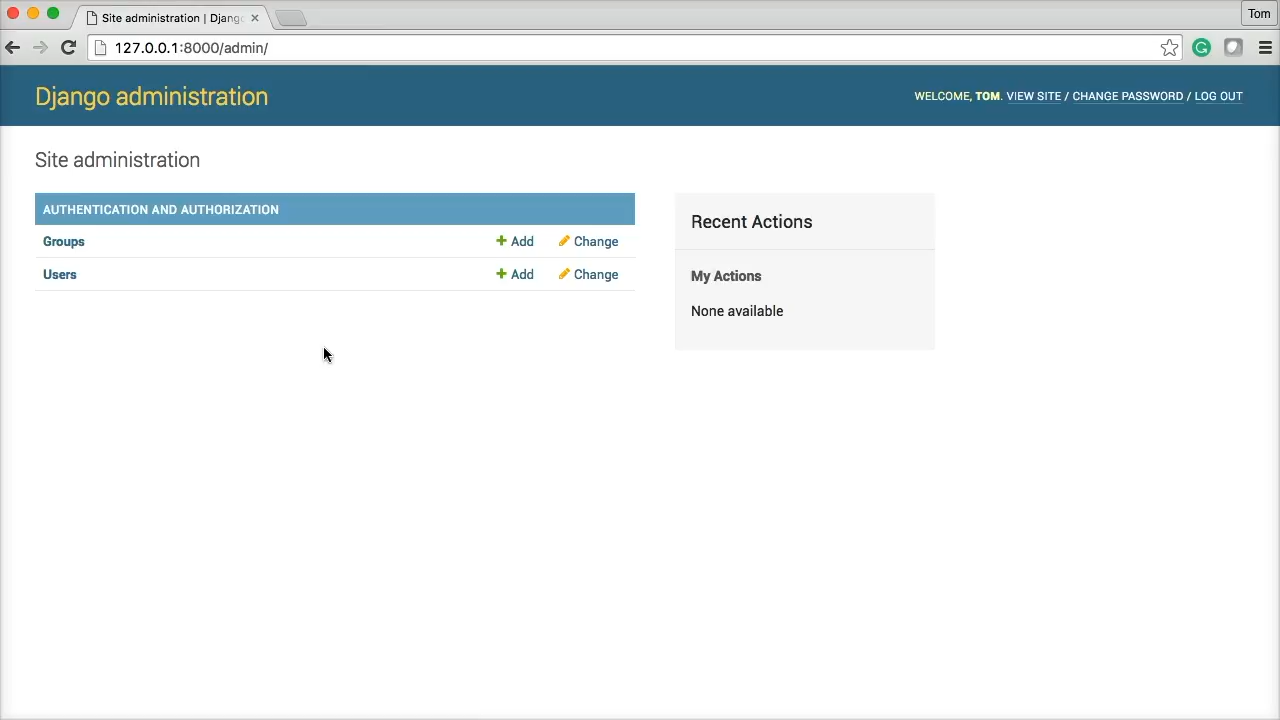 Site administration | Djang
Tom
127.0.0.1:8000/admin/
Django administration
WELCOME, TOM. VIEW SITE / CHANGE PASSWORD / LOG OUT
Site administration
AUTHENTICATION AND AUTHORIZATION
Groups Add Change
Users Add Change
Recent Actions
My Actions
None available